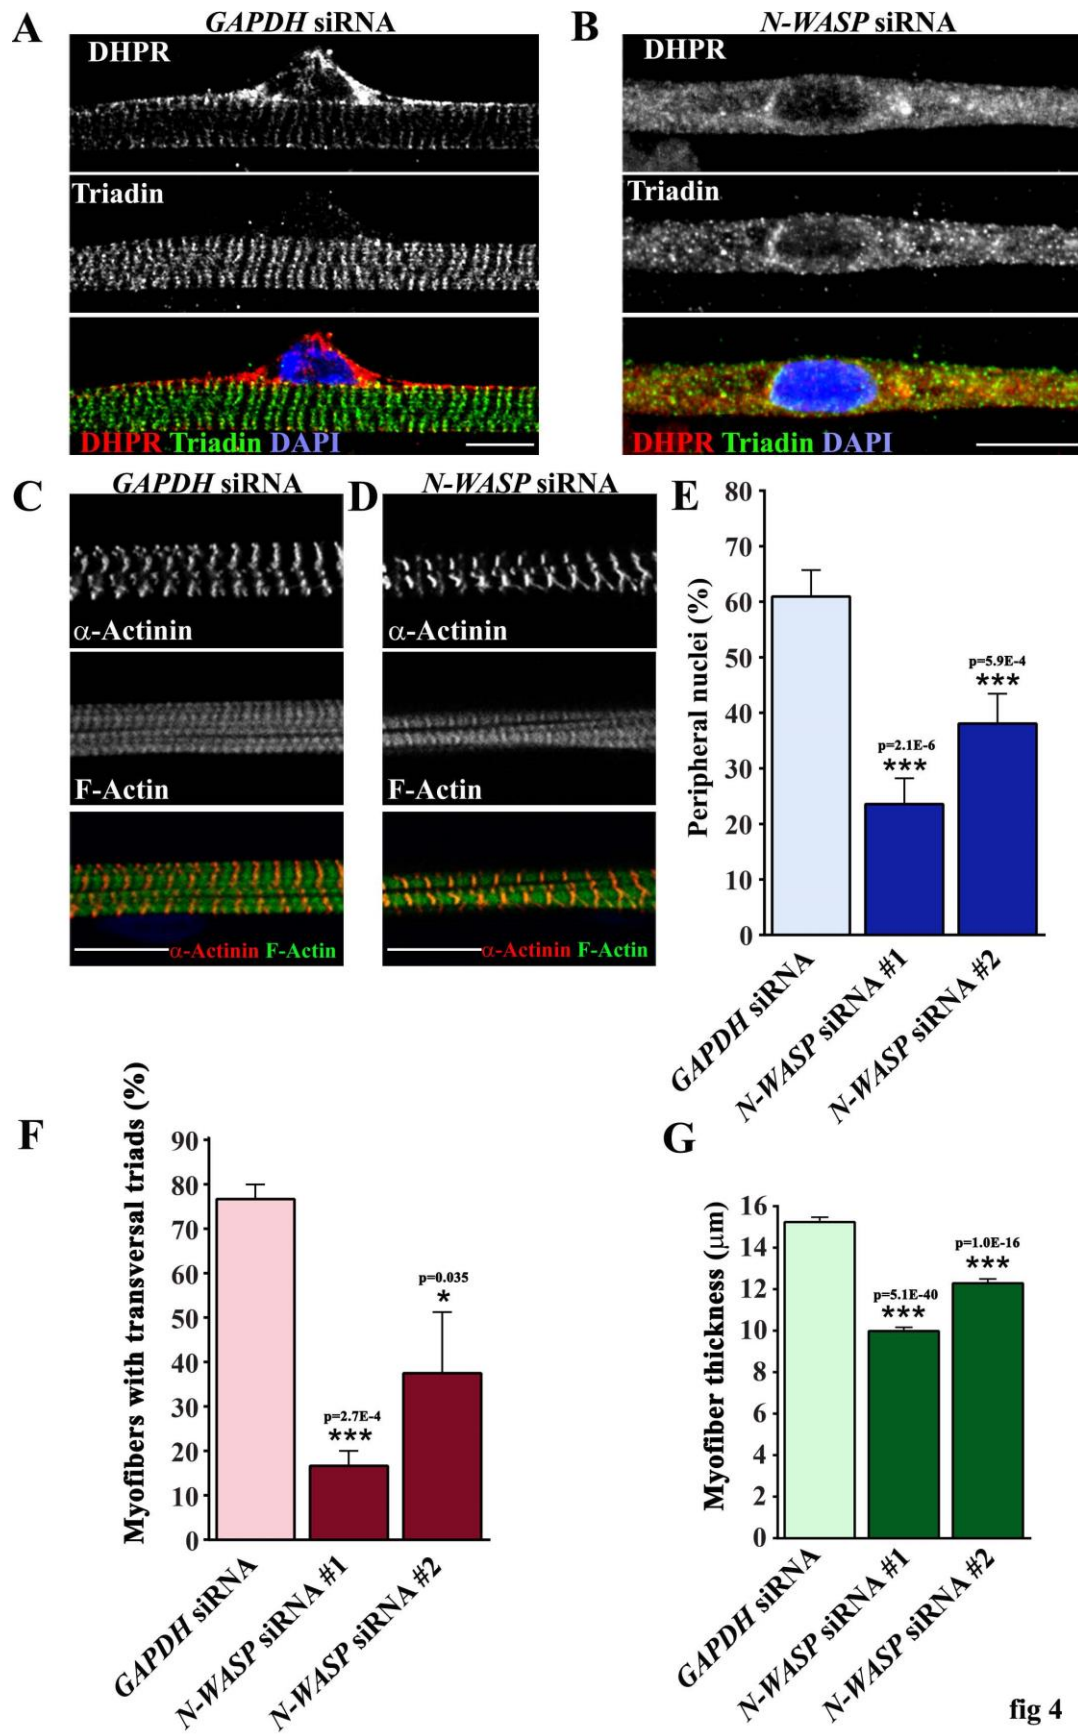 A
GAPDH siRNA
DHPR
Triadin
DHPR Triadin DAPI
B
N-WASP siRNA
DHPR
Triadin
DHPR Triadin DAPI
C
GAPDH siRNA
α-Actinin
F-Actin
α-Actinin F-Actin
D
N-WASP siRNA
α-Actinin
F-Actin
α-Actinin F-Actin
E
Peripheral nuclei (%)
80
70
60
50
40
30
20
10
0
p=2.1E-6
***
p=5.9E-4
***
GAPDH siRNA
N-WASP siRNA #1
N-WASP siRNA #2
F
Myofibers with transversal triads (%)
90
80
70
60
50
40
30
20
10
0
p=2.7E-4
***
p=0.035
*
GAPDH siRNA
N-WASP siRNA #1
N-WASP siRNA #2
G
Myofiber thickness (μm)
16
14
12
10
8
6
4
2
0
p=5.1E-40
***
p=1.0E-16
***
GAPDH siRNA
N-WASP siRNA #1
N-WASP siRNA #2
fig 4